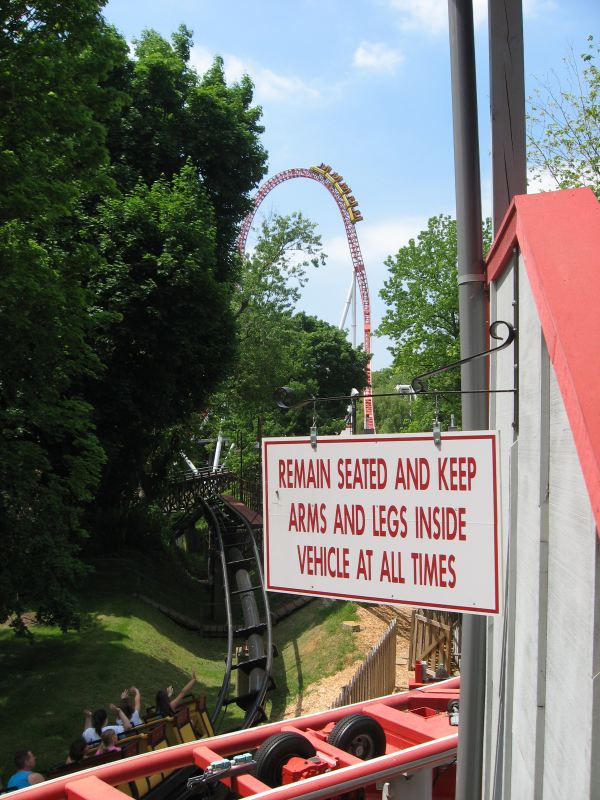 REMAIN SEATED AND KEEP
ARMS AND LEGS INSIDE
VEHICLE AT ALL TIMES